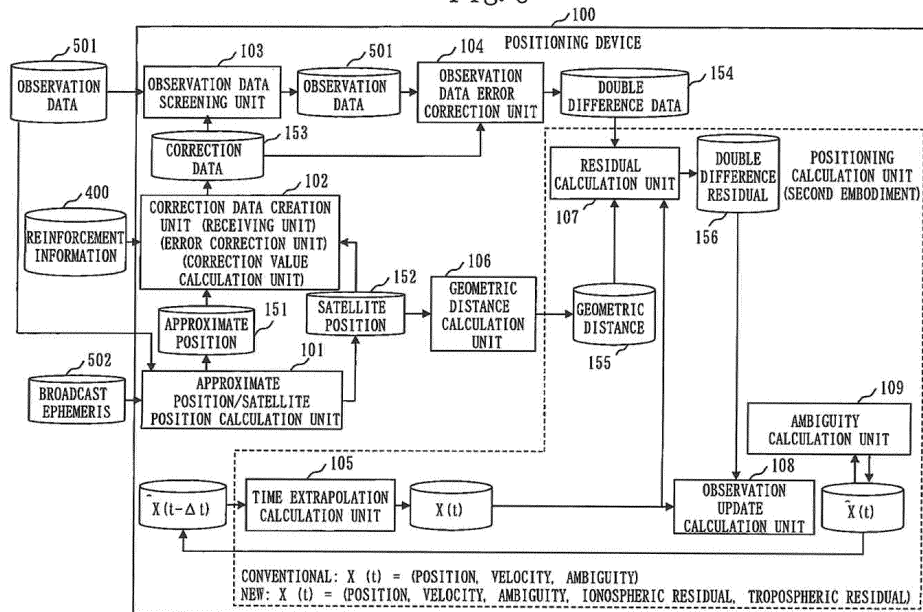 100
POSITIONING DEVICE
501
OBSERVATION DATA
103
OBSERVATION DATA
SCREENING UNIT
501
OBSERVATION DATA
104
OBSERVATION
DATA ERROR
CORRECTION UNIT
154
DOUBLE
DIFFERENCE DATA
153
CORRECTION
DATA
RESIDUAL
CALCULATION UNIT
107
DOUBLE
DIFFERENCE
RESIDUAL
156
POSITIONING
CALCULATION UNIT
(SECOND EMBODIMENT)
400
REINFORCEMENT
INFORMATION
102
CORRECTION DATA CREATION
UNIT (RECEIVING UNIT)
(ERROR CORRECTION UNIT)
(CORRECTION VALUE
CALCULATION UNIT)
152
SATELLITE
POSITION
106
GEOMETRIC
DISTANCE
CALCULATION
UNIT
GEOMETRIC
DISTANCE
155
151
APPROXIMATE
POSITION
502
BROADCAST
EPHEMERIS
101
APPROXIMATE
POSITION/SATELLITE
POSITION CALCULATION UNIT
109
AMBIGUITY
CALCULATION UNIT
X̂(t-Δt)
105
TIME EXTRAPOLATION
CALCULATION UNIT
X(t)
108
OBSERVATION
UPDATE
CALCULATION UNIT
X̂(t)
CONVENTIONAL: X (t) = (POSITION, VELOCITY, AMBIGUITY)
NEW: X (t) = (POSITION, VELOCITY, AMBIGUITY, IONOSPHERIC RESIDUAL, TROPOSPHERIC RESIDUAL)